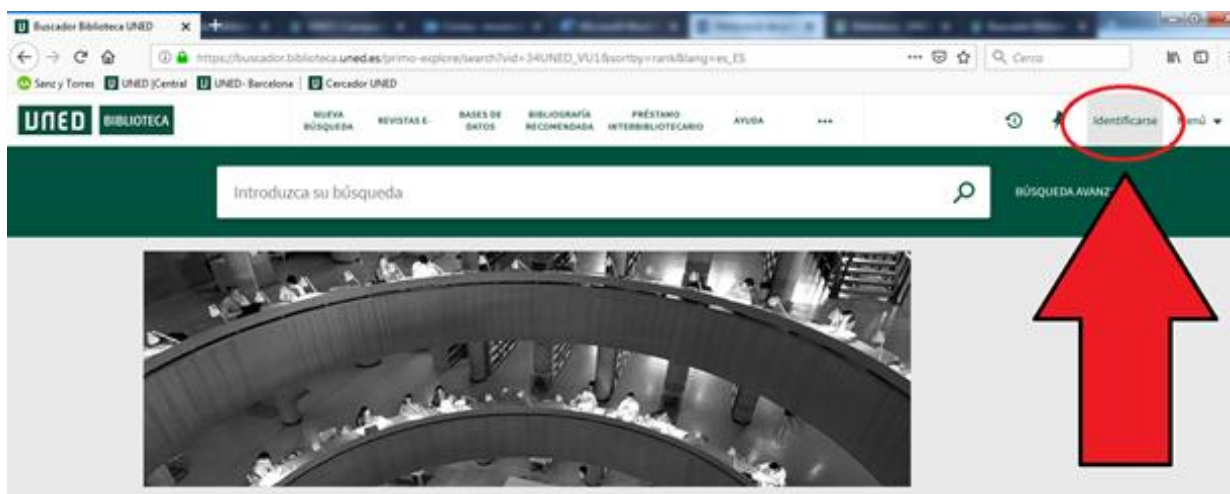 Buscador Biblioteca UNED
https://buscador.biblioteca.uned.es/primo-explore/search?vid=34UNED_VU1&sortby=rank&lang=es_ES
Cerca
Sanz y Torres UNED |Central UNED- Barcelona Cercador UNED
UNED BIBLIOTECA
NUEVA BÚSQUEDA
REVISTAS E-
BASES DE DATOS
BIBLIOGRAFÍA RECOMENDADA
PRÉSTAMO INTERBIBLIOTECARIO
AYUDA
Identificarse
Menú
Introduzca su búsqueda
BÚSQUEDA